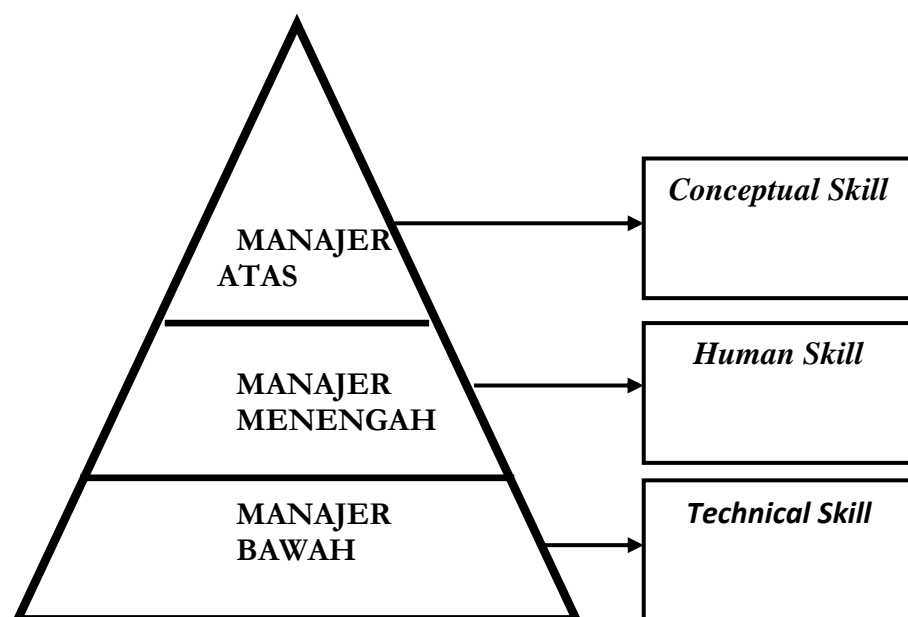 Conceptual Skill
MANAJER
ATAS
Human Skill
MANAJER
MENENGAH
MANAJER
BAWAH
Technical Skill